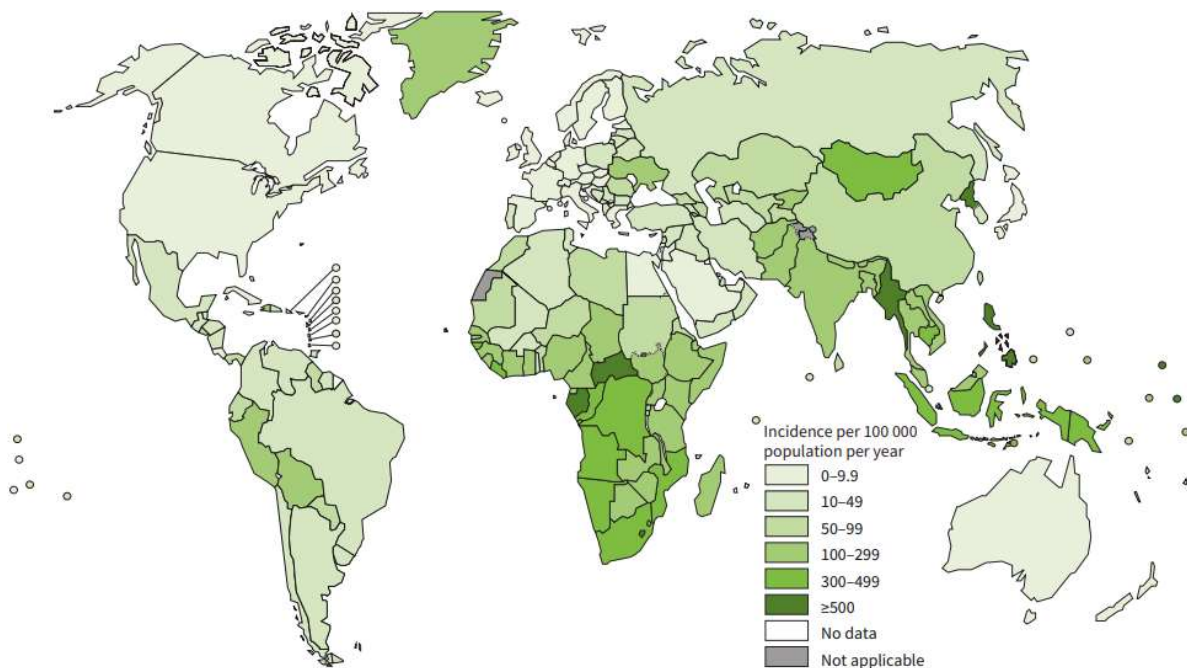 Incidence per 100 000
population per year
0–9.9
10–49
50–99
100–299
300–499
≥500
No data
Not applicable